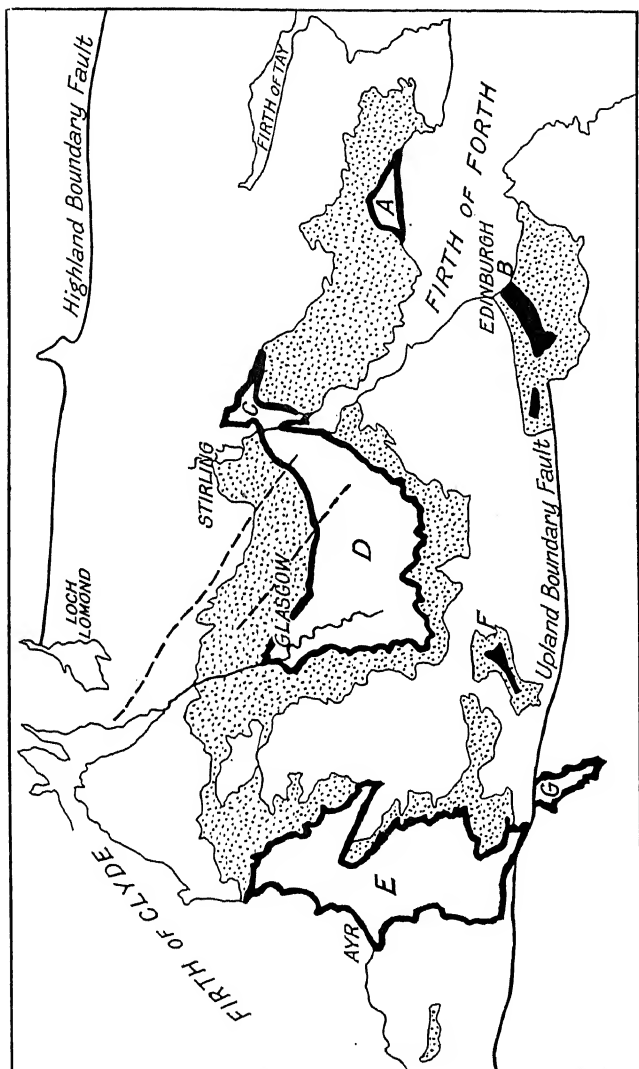 Highland Boundary Fault
FIRTH OF TAY
LOCH
LOMOND
STIRLING
FIRTH OF FORTH
EDINBURGH
GLASGOW
FIRTH OF CLYDE
AYR
Upland Boundary Fault
A
B
C
D
E
F
G